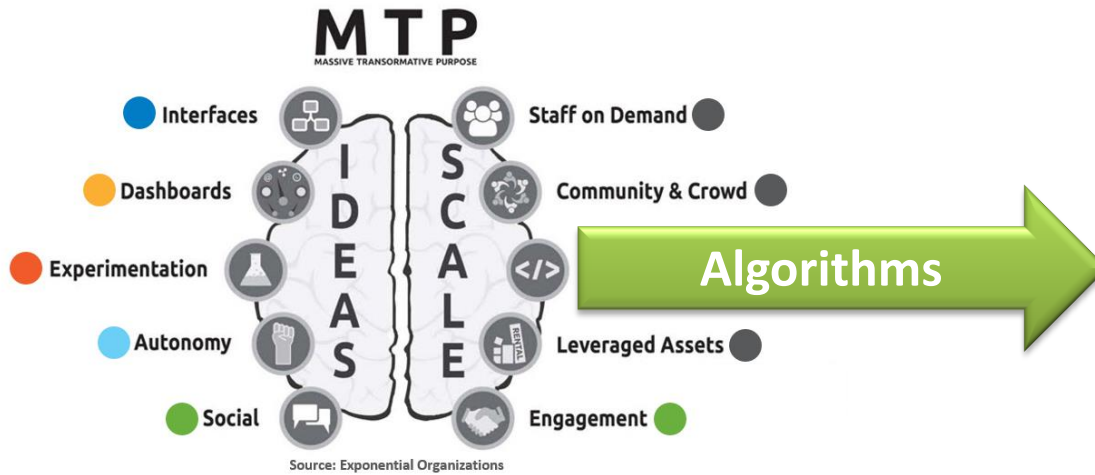 MTP
MASSIVE TRANSORMATIVE PURPOSE
Interfaces
Dashboards
Experimentation
Autonomy
Social
IDEAS
SCALE
Staff on Demand
Community & Crowd
</>
Algorithms
RENTAL
Leveraged Assets
Engagement
Source: Exponential Organizations